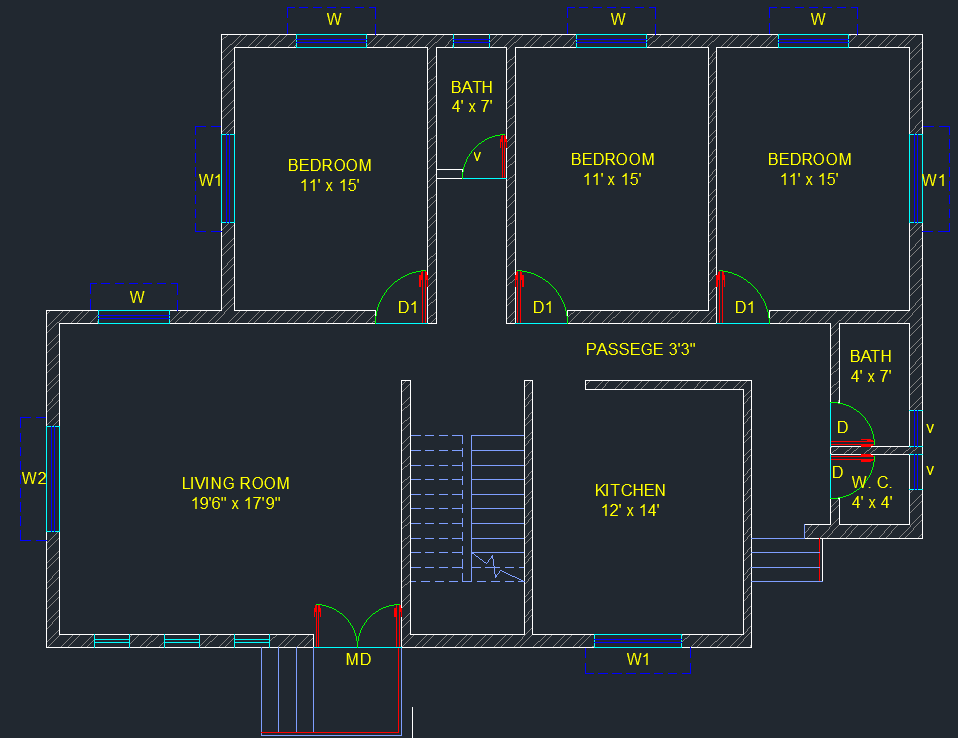 W
W
W
BATH
4' x 7'
v
BEDROOM
11' x 15'
BEDROOM
11' x 15'
BEDROOM
11' x 15'
W1
W1
W
D1
D1
D1
PASSEGE 3'3"
BATH
4' x 7'
D
v
W2
LIVING ROOM
19'6" x 17'9"
KITCHEN
12' x 14'
D
v
W. C.
4' x 4'
MD
W1